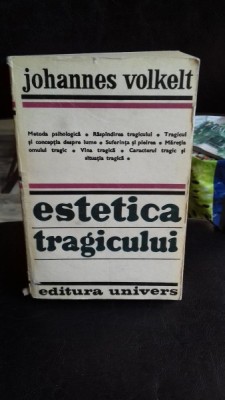 johannes volkelt
Metoda psihologică • Răspîndirea tragicului • Tragicul
și concepția despre lume • Suferința și pieirea • Măreția
omului tragic • Vina tragică • Caracterul tragic și
situația tragică •
estetica
tragicului
editura univers